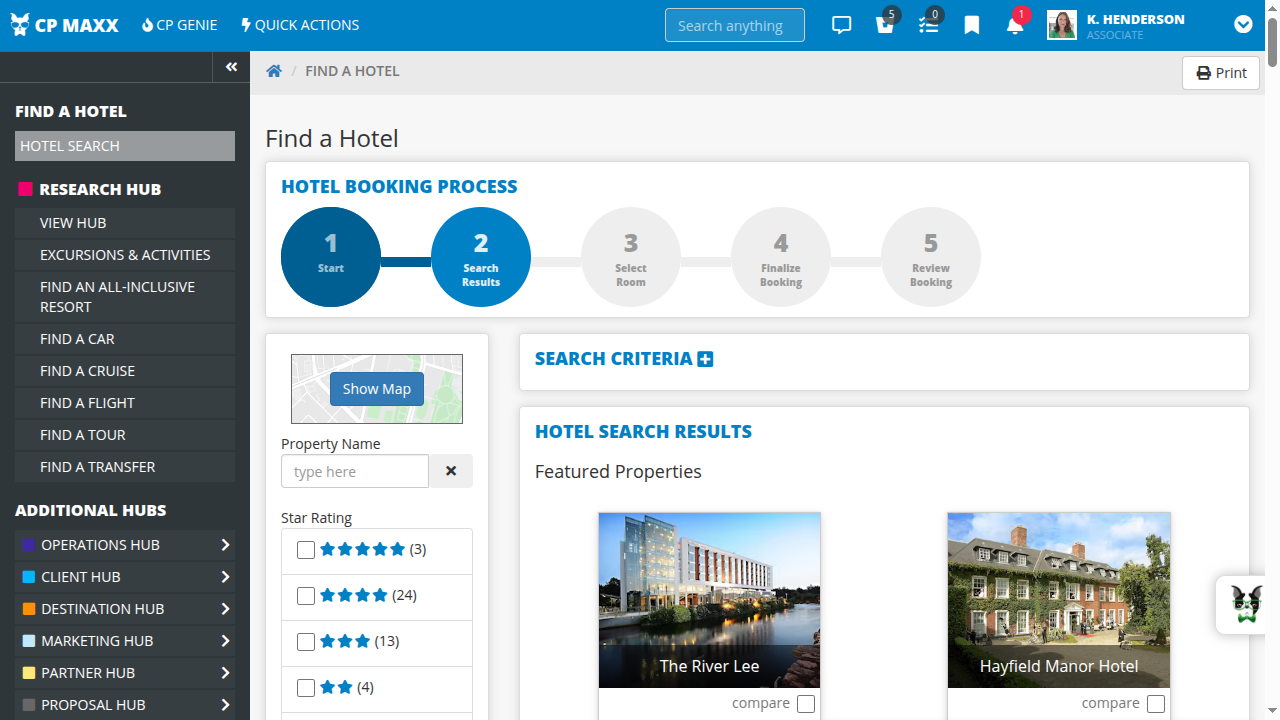 CP MAXX
CP GENIE
QUICK ACTIONS
Search anything
5
0
1
K. HENDERSON
ASSOCIATE
FIND A HOTEL
Print
FIND A HOTEL
HOTEL SEARCH
RESEARCH HUB
VIEW HUB
EXCURSIONS & ACTIVITIES
FIND AN ALL-INCLUSIVE
RESORT
FIND A CAR
FIND A CRUISE
FIND A FLIGHT
FIND A TOUR
FIND A TRANSFER
ADDITIONAL HUBS
OPERATIONS HUB
CLIENT HUB
DESTINATION HUB
MARKETING HUB
PARTNER HUB
PROPOSAL HUB
Find a Hotel
HOTEL BOOKING PROCESS
1
Start
2
Search
Results
3
Select
Room
4
Finalize
Booking
5
Review
Booking
Show Map
Property Name
type here
Star Rating
(3)
(24)
(13)
(4)
SEARCH CRITERIA
HOTEL SEARCH RESULTS
Featured Properties
The River Lee
compare
Hayfield Manor Hotel
compare